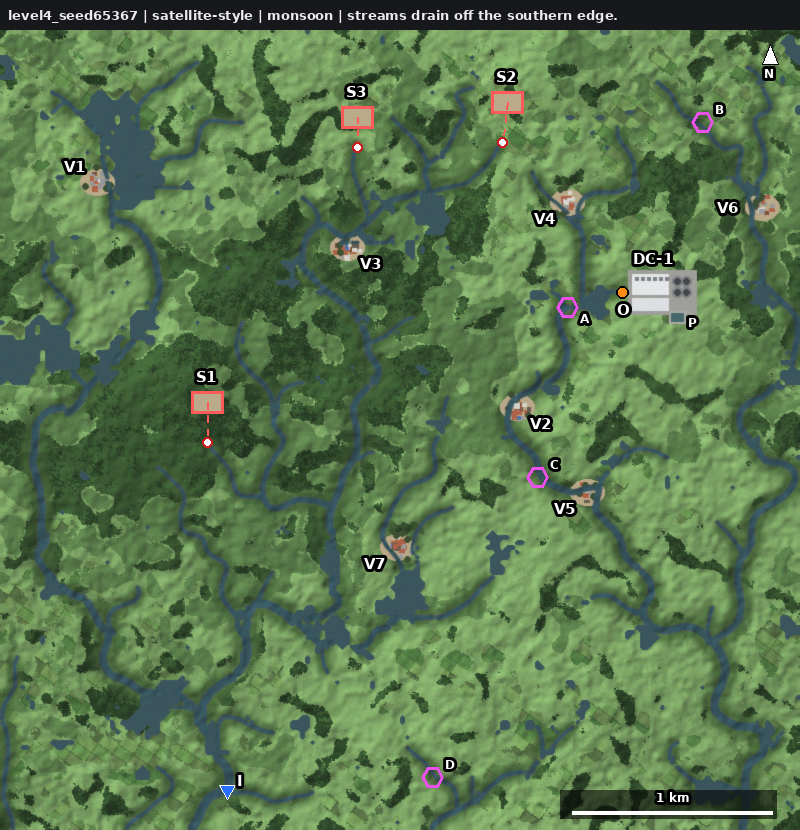 level4_seed65367 | satellite-style | monsoon | streams drain off the southern edge.
N
S3
S2
B
V1
V6
V4
V3
DC-1
O
A
P
S1
V2
C
V5
V7
I
D
1 km